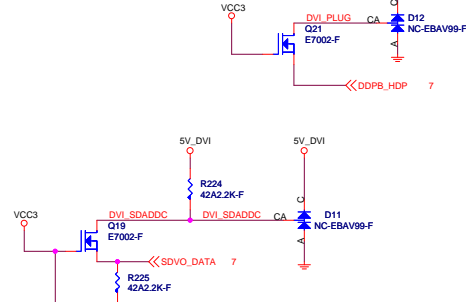 C
VCC3
DVI_PLUG
CA
D12
NC-EBAV99-F
Q21
E7002-F
A
DDPB_HDP 7
5V_DVI
5V_DVI
R224
42A2.2K-F
C
VCC3
DVI_SDADDC
DVI_SDADDC
CA
D11
NC-EBAV99-F
Q19
E7002-F
A
SDVO_DATA 7
R225
42A2.2K-F